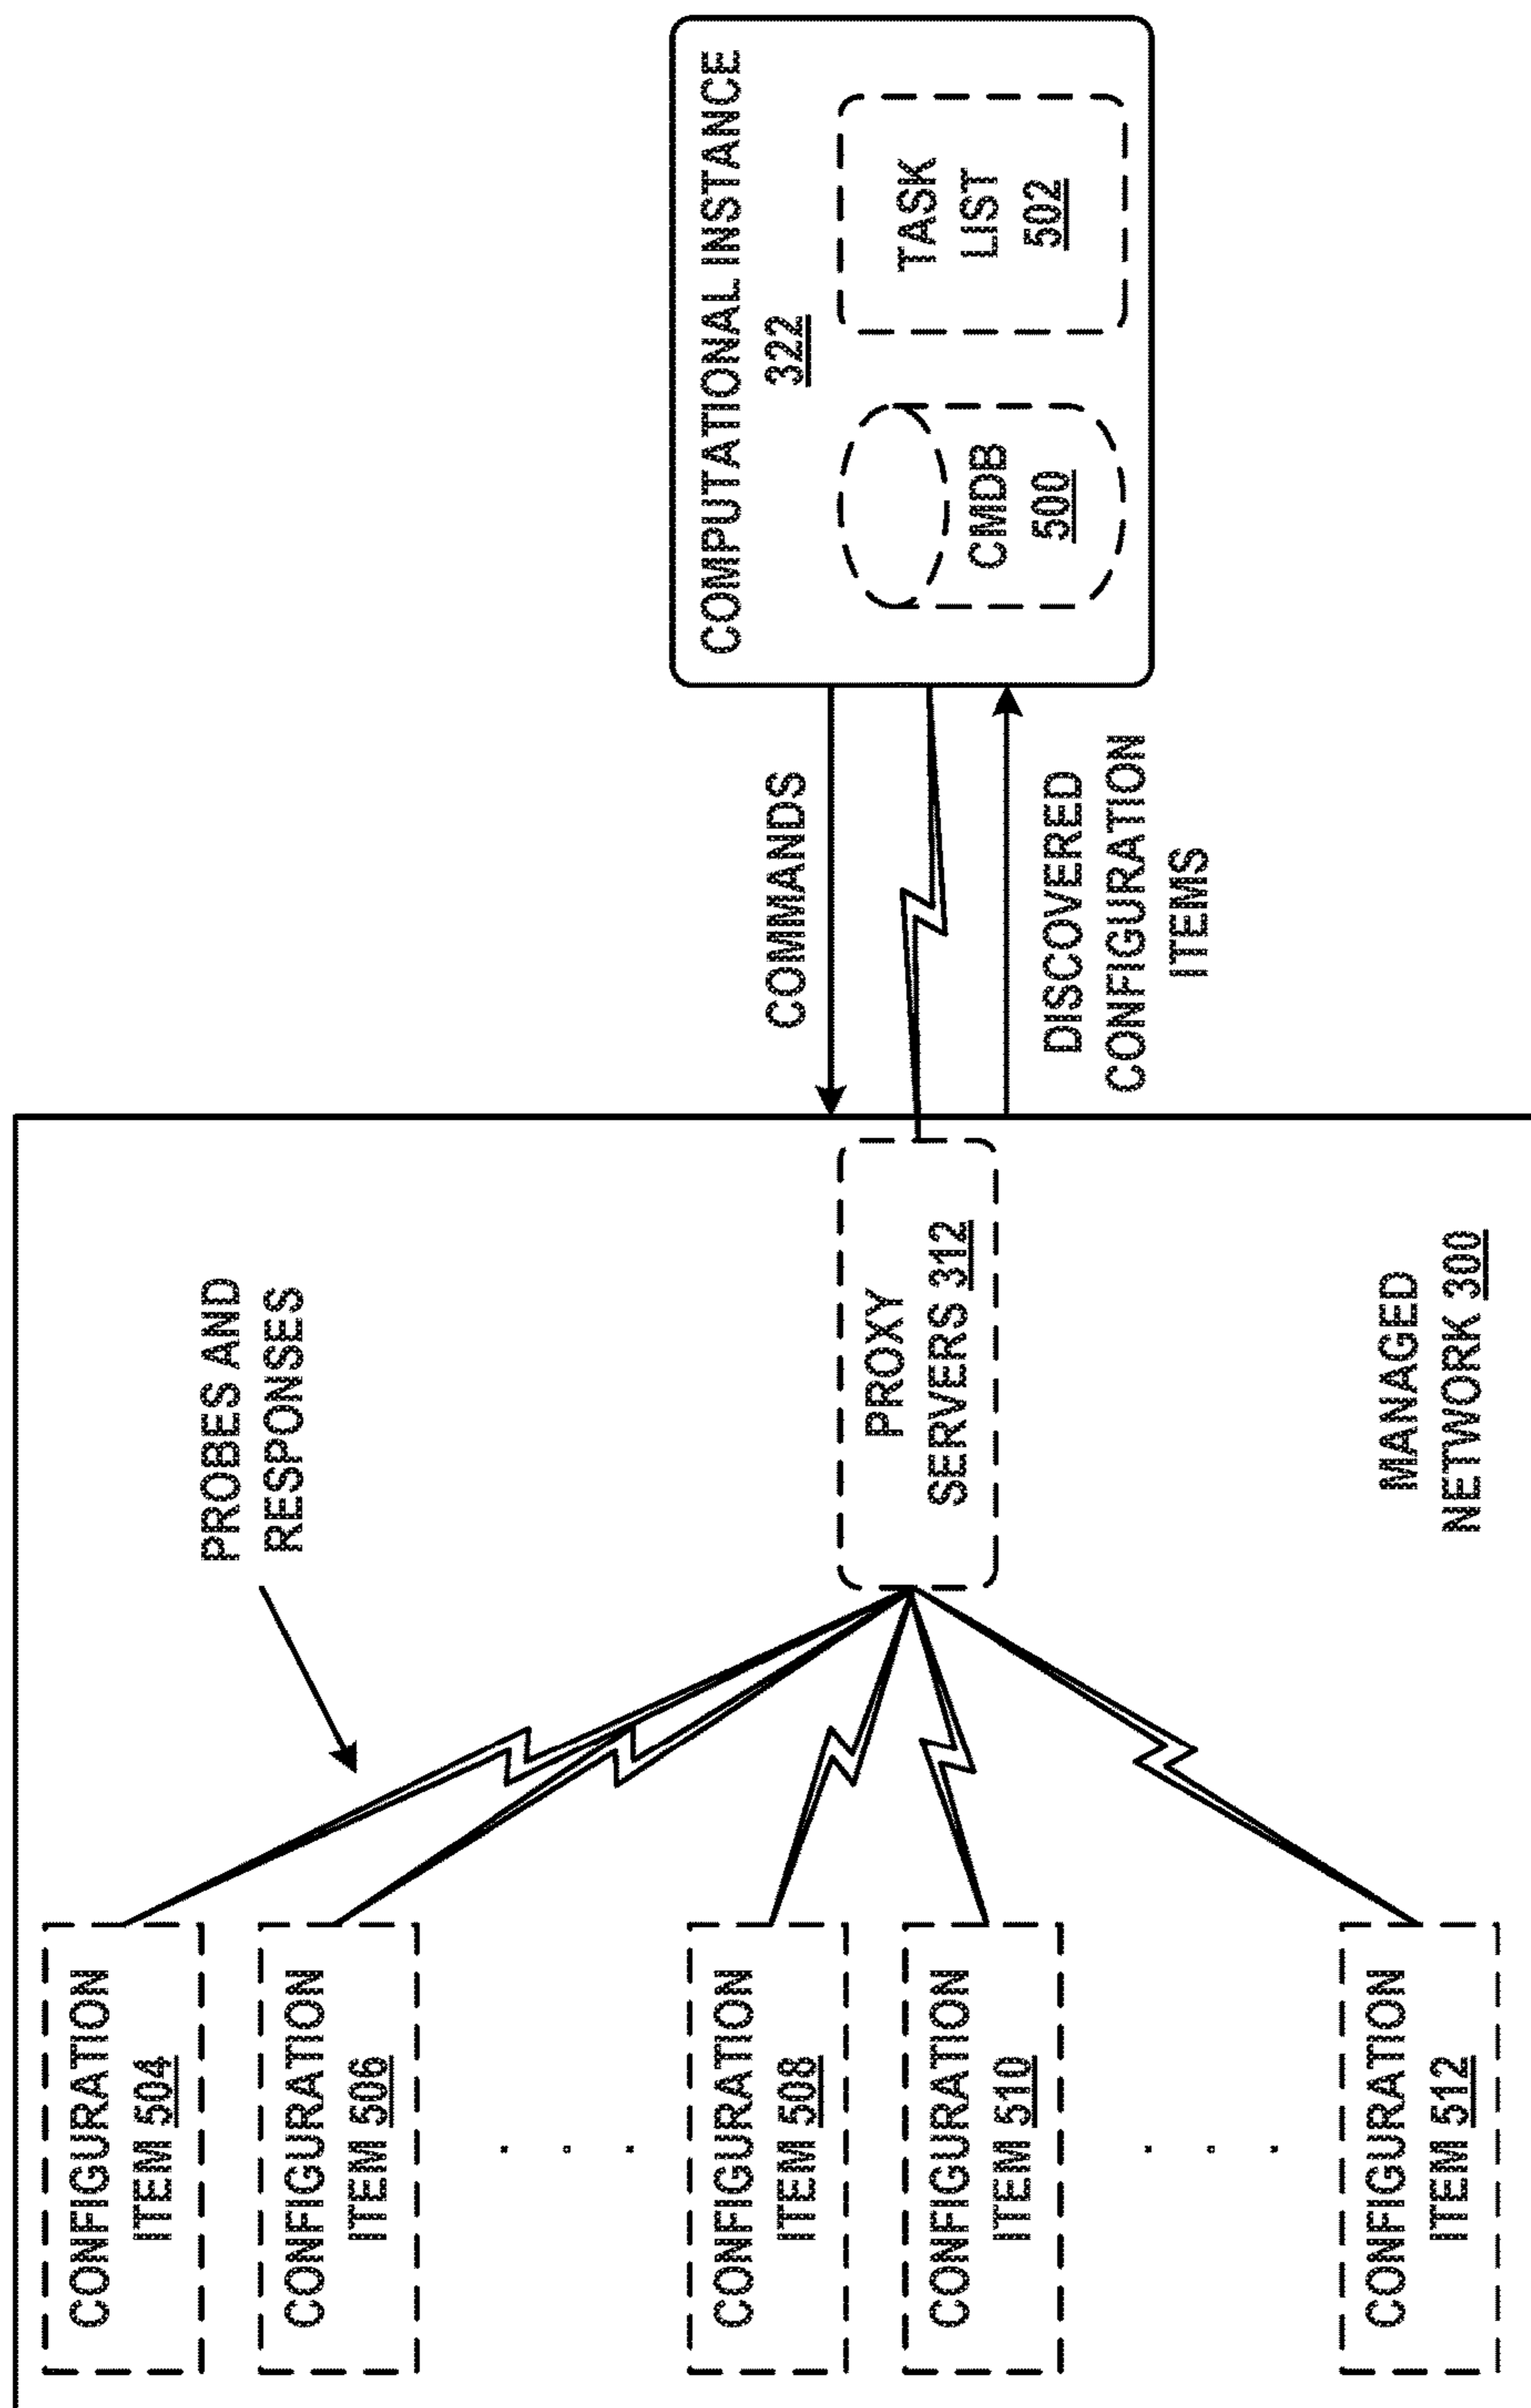 COMPUTATIONAL INSTANCE
322
CMDB
500
TASK
LIST
502
COMMANDS
DISCOVERED
CONFIGURATION
ITEMS
PROBES AND
RESPONSES
PROXY
SERVERS 312
MANAGED
NETWORK 300
CONFIGURATION
ITEM 504
CONFIGURATION
ITEM 506
CONFIGURATION
ITEM 508
CONFIGURATION
ITEM 510
CONFIGURATION
ITEM 512